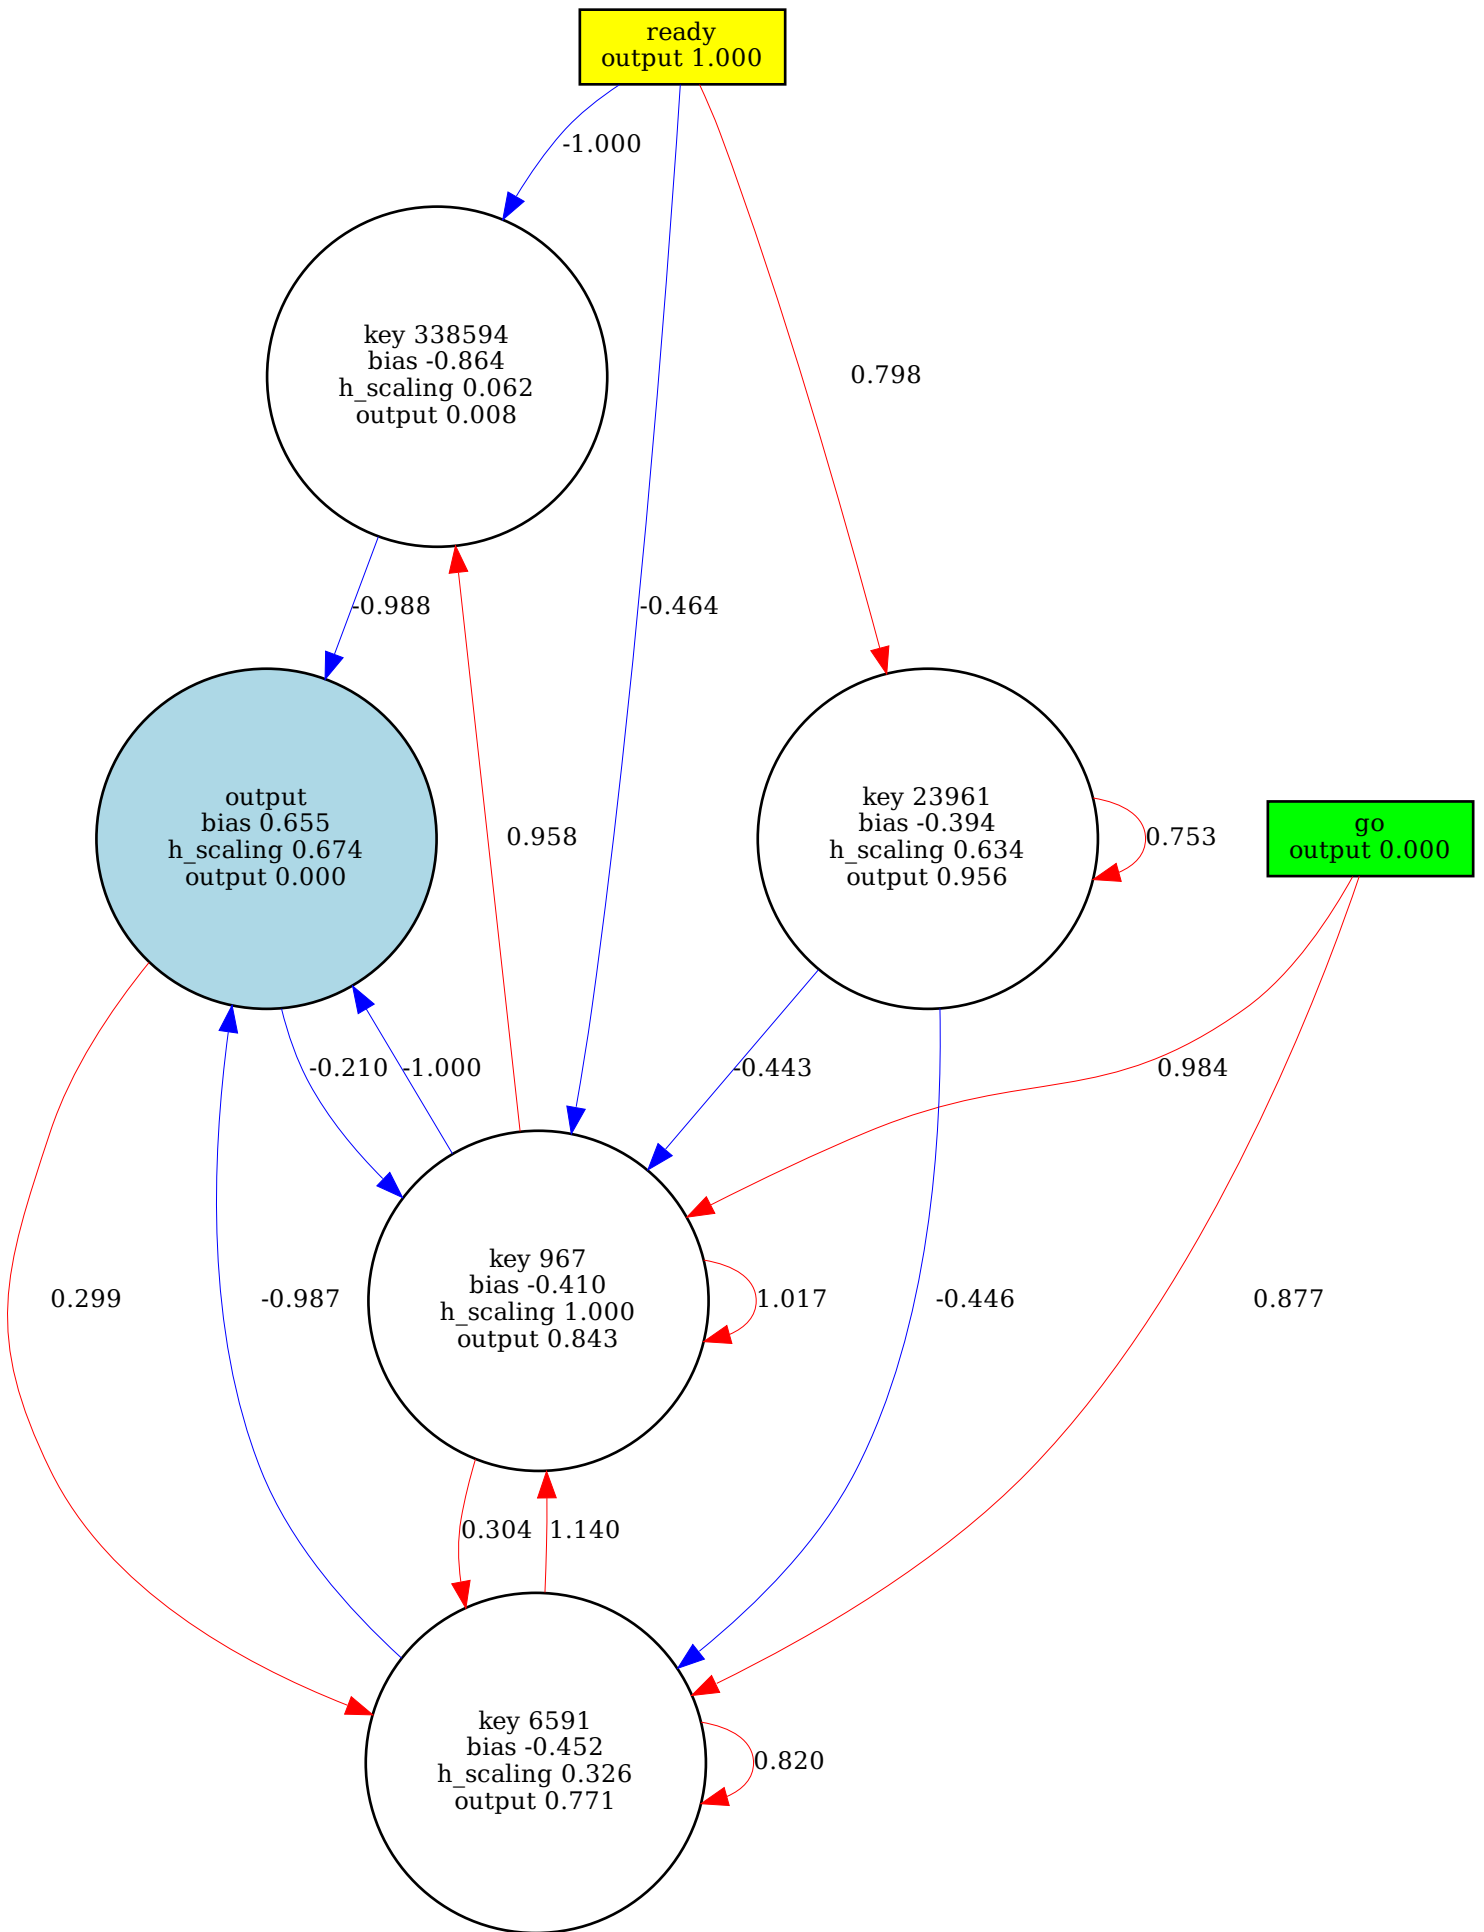 ready
output 1.000
-1.000
key 338594
bias -0.864
h_scaling 0.062
output 0.008
0.798
-0.988
-0.464
output
bias 0.655
h_scaling 0.674
output 0.000
0.958
key 23961
bias -0.394
h_scaling 0.634
output 0.956
0.753
go
output 0.000
-0.210
-1.000
-0.443
0.984
key 967
bias -0.410
h_scaling 1.000
output 0.843
0.299
-0.987
1.017
-0.446
0.877
0.304
1.140
key 6591
bias -0.452
h_scaling 0.326
output 0.771
0.820